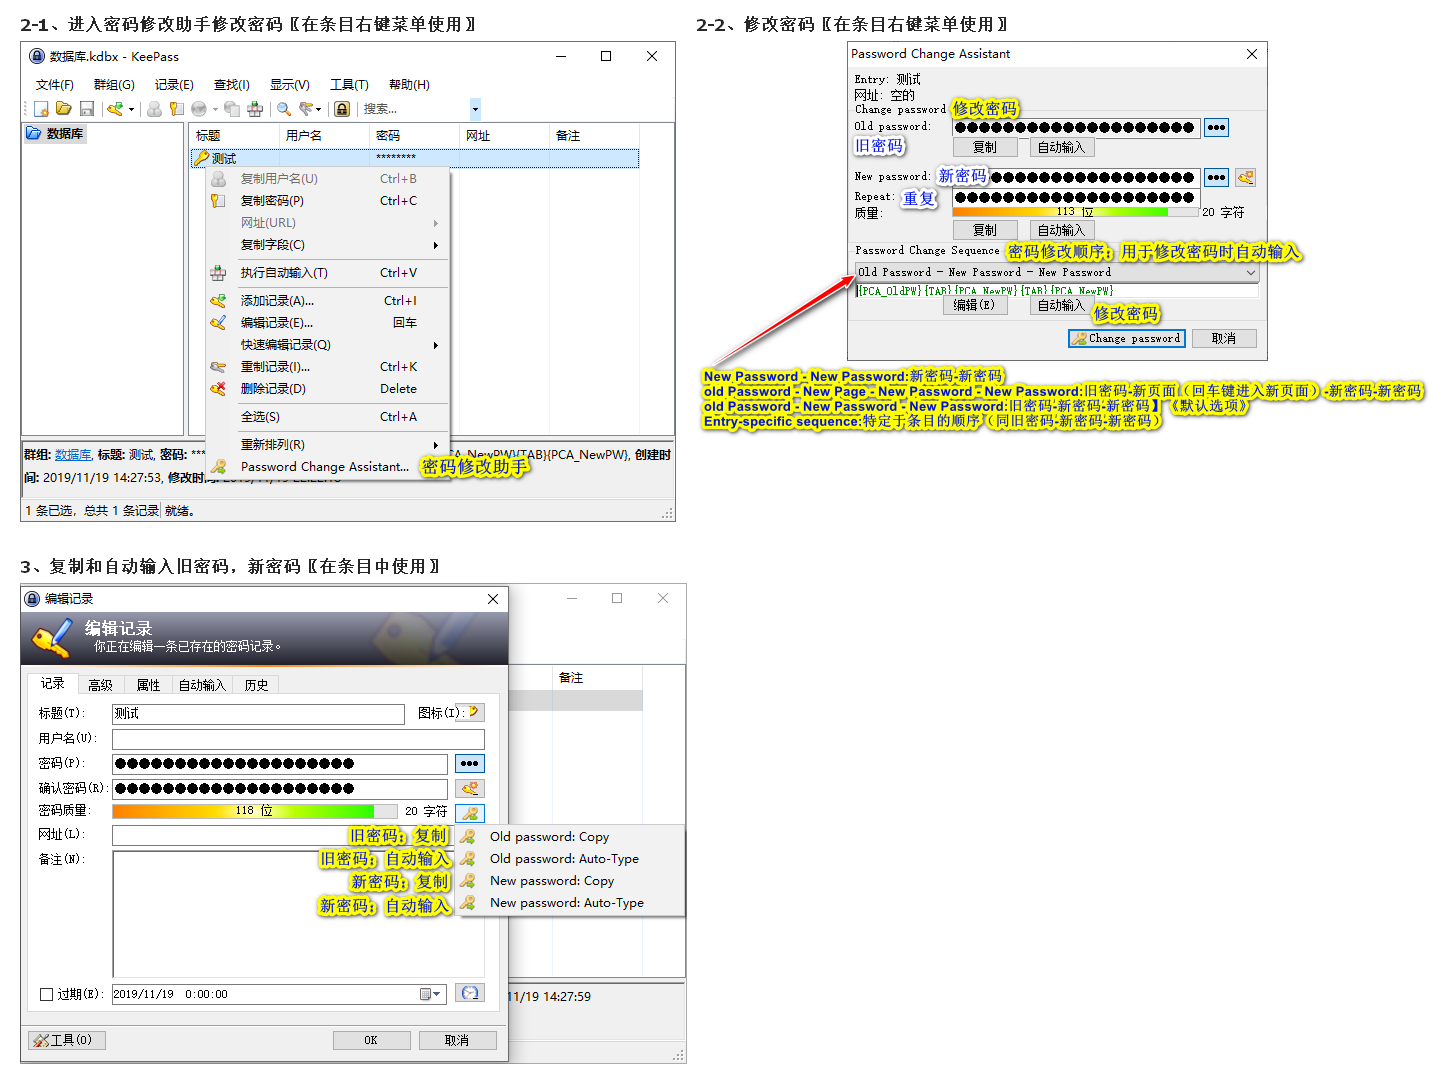 2-1、进入密码修改助手修改密码〖在条目右键菜单使用〗
数据库.kdbx - KeePass
文件(F) 群组(G) 记录(E) 查找(I) 显示(V) 工具(T) 帮助(H)
搜索...
数据库
标题 用户名 密码 网址 备注
测试 ********
复制用户名(U) Ctrl+B
复制密码(P) Ctrl+C
网址(URL)
复制字段(C)
执行自动输入(T) Ctrl+V
添加记录(A)... Ctrl+I
编辑记录(E)... 回车
快速编辑记录(Q)
重制记录(I)... Ctrl+K
删除记录(D) Delete
全选(S) Ctrl+A
重新排列(R)
Password Change Assistant... 密码修改助手
群组: 数据库, 标题: 测试, 密码: ** _NewPW}{TAB}{PCA_NewPW}, 创建时
间: 2019/11/19 14:27:53, 修改时
1 条已选，总共 1 条记录 就绪。
2-2、修改密码〖在条目右键菜单使用〗
Password Change Assistant
Entry: 测试
网址: 空的
Change password 修改密码
Old password: ●●●●●●●●●●●●●●●●●●●●
旧密码 复制 自动输入
New password: 新密码
Repeat: 重复 ●●●●●●●●●●●●●●●●●●●●
质量: 113 位 20 字符
复制 自动输入
Password Change Sequence 密码修改顺序：用于修改密码时自动输入
Old Password - New Password - New Password
{PCA_OldPW}{TAB}{PCA_NewPW}{TAB}{PCA_NewPW}
编辑(E) 自动输入 修改密码
Change password 取消
New Password - New Password:新密码-新密码
old Password - New Page - New Password - New Password:旧密码-新页面（回车键进入新页面）-新密码-新密码
old Password - New Password - New Password:旧密码-新密码-新密码】《默认选项》
Entry-specific sequence:特定于条目的顺序（同旧密码-新密码-新密码）
3、复制和自动输入旧密码，新密码〖在条目中使用〗
编辑记录
编辑记录
你正在编辑一条已存在的密码记录。
记录 高级 属性 自动输入 历史
标题(T): 测试 图标(I):
用户名(U):
密码(P): ●●●●●●●●●●●●●●●●●●●●
确认密码(R): ●●●●●●●●●●●●●●●●●●●●
密码质量: 118 位 20 字符
网址(L):
备注(N):
旧密码：复制 Old password: Copy
旧密码：自动输入 Old password: Auto-Type
新密码：复制 New password: Copy
新密码：自动输入 New password: Auto-Type
过期(E): 2019/11/19 0:00:00
工具(O) OK 取消
备注
11/19 14:27:59